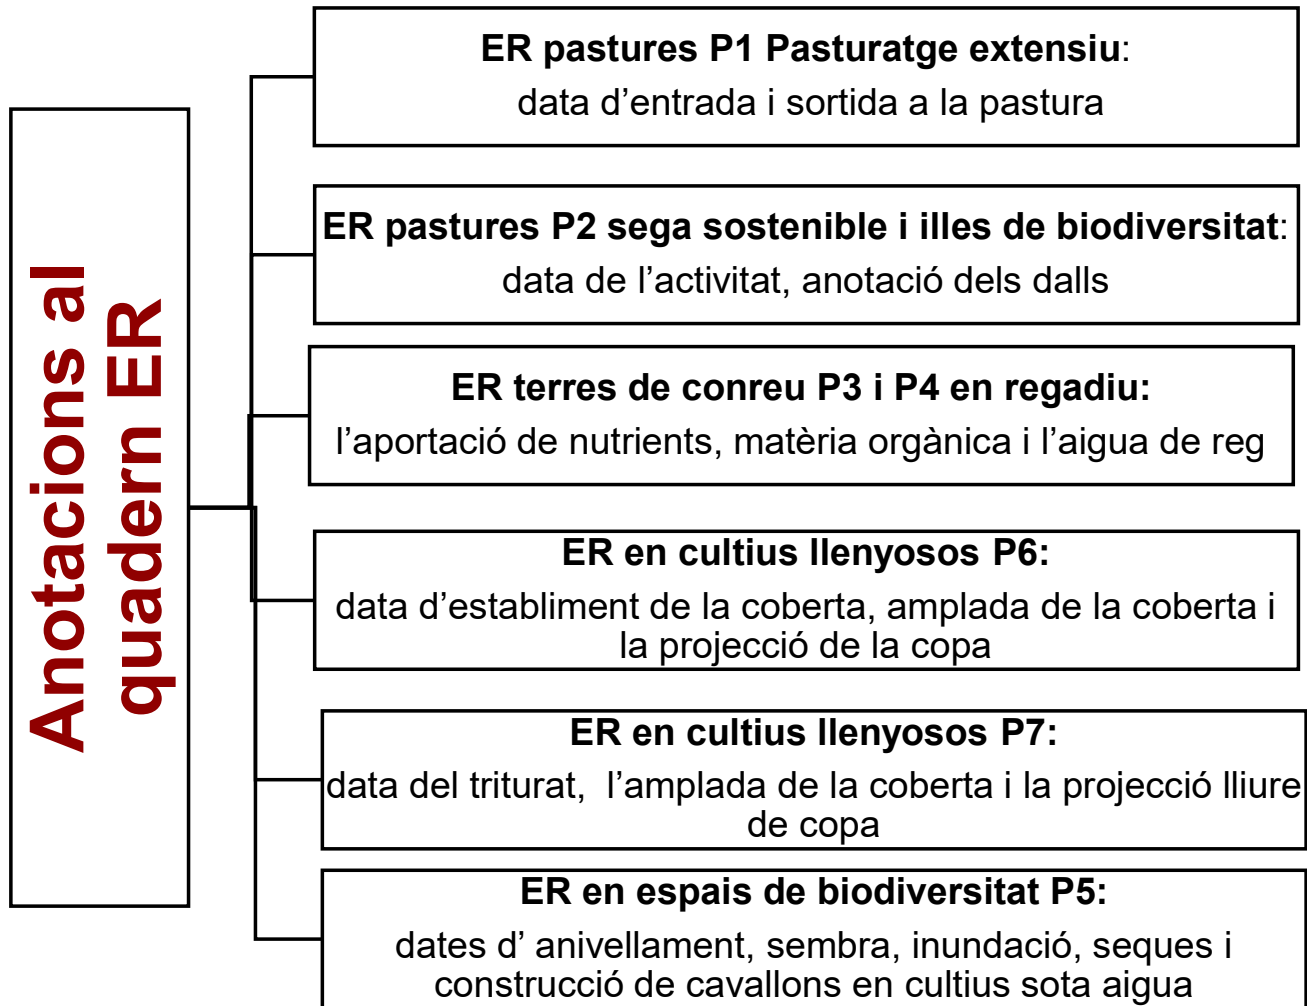 Anotacions al
quadern ER
ER pastures P1 Pasturatge extensiu:
data d’entrada i sortida a la pastura
ER pastures P2 sega sostenible i illes de biodiversitat:
data de l’activitat, anotació dels dalls
ER terres de conreu P3 i P4 en regadiu:
l’aportació de nutrients, matèria orgànica i l’aigua de reg
ER en cultius llenyosos P6:
data d’establiment de la coberta, amplada de la coberta i
la projecció de la copa
ER en cultius llenyosos P7:
data del triturat, l’amplada de la coberta i la projecció lliure
de copa
ER en espais de biodiversitat P5:
dates d’ anivellament, sembra, inundació, seques i
construcció de cavallons en cultius sota aigua